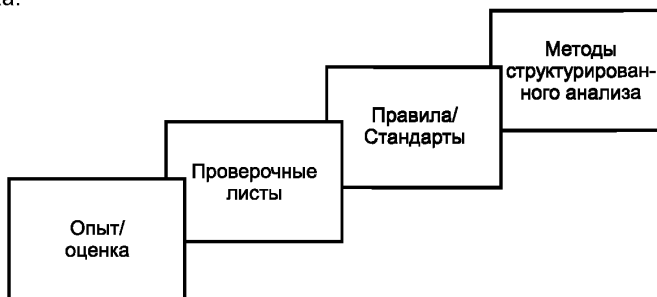 Методы
структурирован-
ного анализа
Правила/
Стандарты
Проверочные
листы
Опыт/
оценка